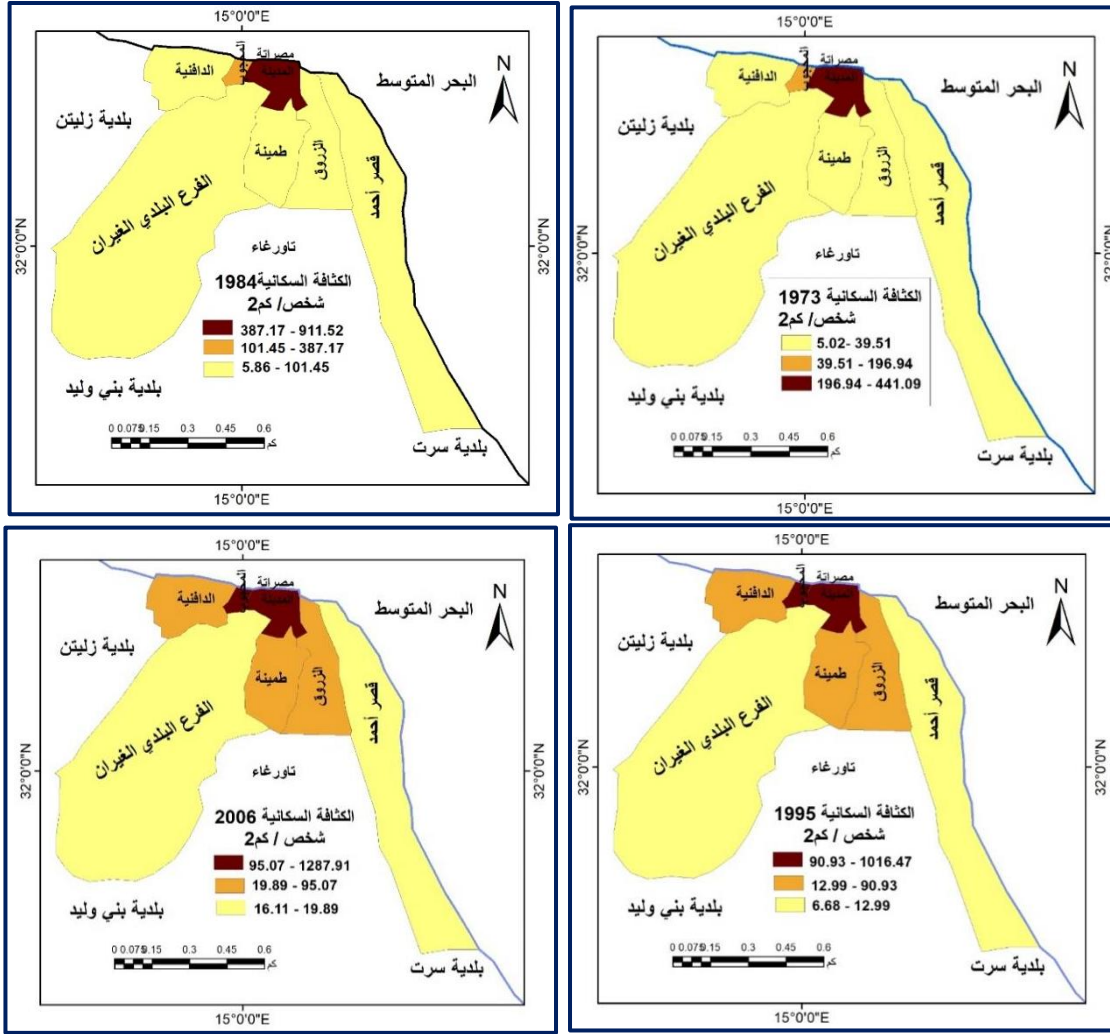 15°0'0"E
المحجوب
مصراتة
المدينة
الدافنية
البحر المتوسط
N
بلدية زليتن
طمينة
الزروق
قصر أحمد
الفرع البلدي الغيران
32°0'0"N
32°0'0"N
تاورغاء
الكثافة السكانية1984
شخص/ كم2
387.17 - 911.52
101.45 - 387.17
5.86 - 101.45
بلدية بني وليد
0 0.075 0.15 0.3 0.45 0.6
كم
بلدية سرت
15°0'0"E
15°0'0"E
المحجوب
مصراتة
المدينة
الدافنية
البحر المتوسط
N
بلدية زليتن
طمينة
الزروق
قصر أحمد
الفرع البلدي الغيران
32°0'0"N
32°0'0"N
تاورغاء
الكثافة السكانية 1973
شخص/ كم2
5.02- 39.51
39.51 - 196.94
196.94 - 441.09
بلدية بني وليد
0 0.075 0.15 0.3 0.45 0.6
كم
بلدية سرت
15°0'0"E
15°0'0"E
المحجوب
مصراتة
المدينة
الدافنية
البحر المتوسط
N
بلدية زليتن
طمينة
الزروق
قصر أحمد
الفرع البلدي الغيران
32°0'0"N
32°0'0"N
تاورغاء
الكثافة السكانية 2006
شخص / كم2
95.07 - 1287.91
19.89 - 95.07
16.11 - 19.89
بلدية بني وليد
0 0.075 0.15 0.3 0.45 0.6
كم
بلدية سرت
15°0'0"E
15°0'0"E
المحجوب
مصراتة
المدينة
الدافنية
البحر المتوسط
N
بلدية زليتن
طمينة
الزروق
قصر أحمد
الفرع البلدي الغيران
32°0'0"N
32°0'0"N
تاورغاء
الكثافة السكانية 1995
شخص / كم2
90.93 - 1016.47
12.99 - 90.93
6.68 - 12.99
بلدية بني وليد
0 0.075 0.15 0.3 0.45 0.6
كم
بلدية سرت
15°0'0"E